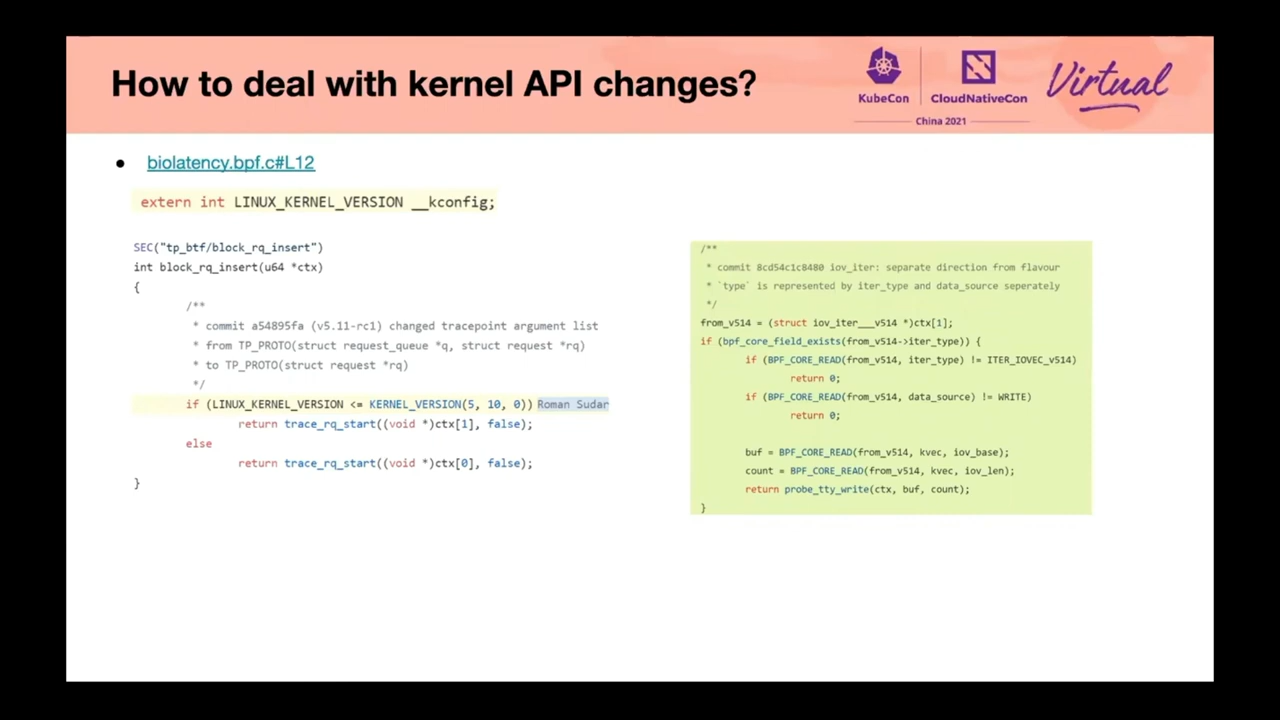 How to deal with kernel API changes?
KubeCon
CloudNativeCon
China 2021
Virtual
biolatency.bpf.c#L12
extern int LINUX_KERNEL_VERSION __kconfig;
SEC("tp_btf/block_rq_insert")
int block_rq_insert(u64 *ctx)
{
/**
* commit a54895fa (v5.11-rc1) changed tracepoint argument list
* from TP_PROTO(struct request_queue *q, struct request *rq)
* to TP_PROTO(struct request *rq)
*/
if (LINUX_KERNEL_VERSION <= KERNEL_VERSION(5, 10, 0)) Roman Sudar
return trace_rq_start((void *)ctx[1], false);
else
return trace_rq_start((void *)ctx[0], false);
}
/**
* commit 8cd54c1c8480 iov_iter: separate direction from flavour
* `type` is represented by iter_type and data_source seperately
*/
from_v514 = (struct iov_iter___v514 *)ctx[1];
if (bpf_core_field_exists(from_v514->iter_type)) {
if (BPF_CORE_READ(from_v514, iter_type) != ITER_IOVEC_v514)
return 0;
if (BPF_CORE_READ(from_v514, data_source) != WRITE)
return 0;
buf = BPF_CORE_READ(from_v514, kvec, iov_base);
count = BPF_CORE_READ(from_v514, kvec, iov_len);
return probe_tty_write(ctx, buf, count);
}